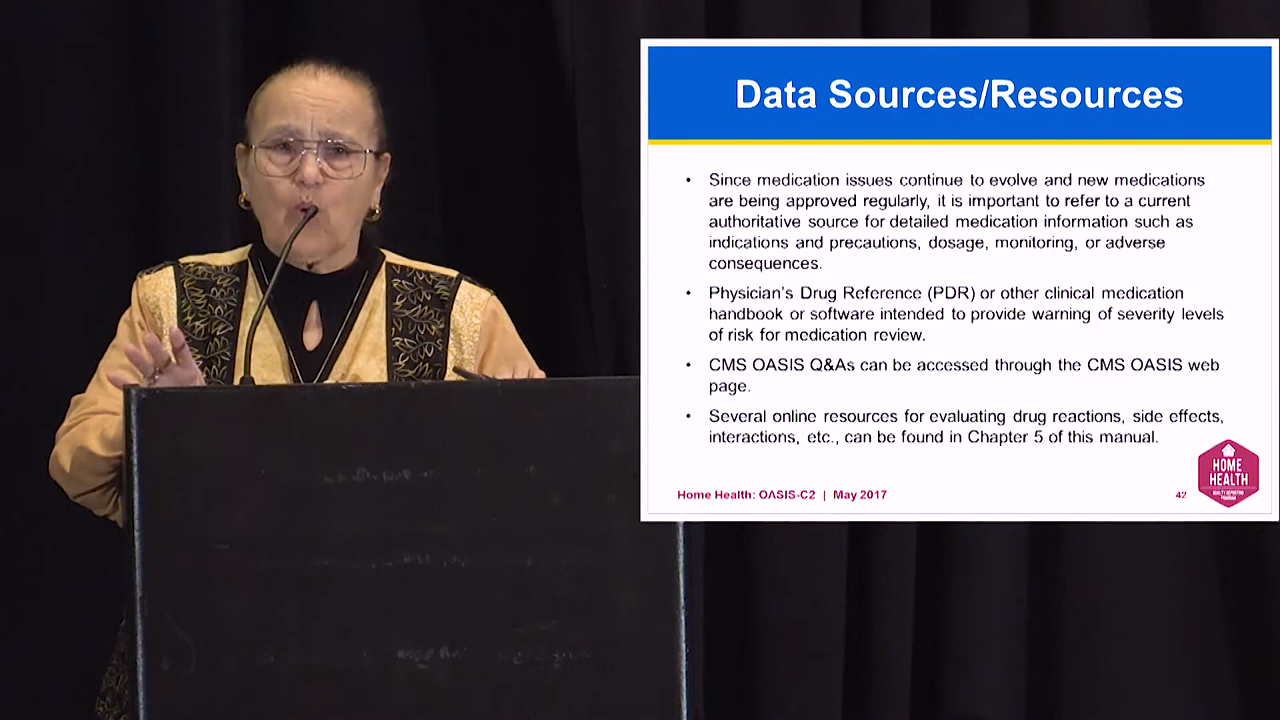 Data Sources/Resources
• Since medication issues continue to evolve and new medications
are being approved regularly, it is important to refer to a current
authoritative source for detailed medication information such as
indications and precautions, dosage, monitoring, or adverse
consequences.
• Physician's Drug Reference (PDR) or other clinical medication
handbook or software intended to provide warning of severity levels
of risk for medication review.
• CMS OASIS Q&As can be accessed through the CMS OASIS web
page.
• Several online resources for evaluating drug reactions, side effects,
interactions, etc., can be found in Chapter 5 of this manual.
HOME
HEALTH
QUALITY REPORTING
PROGRAM
Home Health: OASIS-C2 | May 2017
42